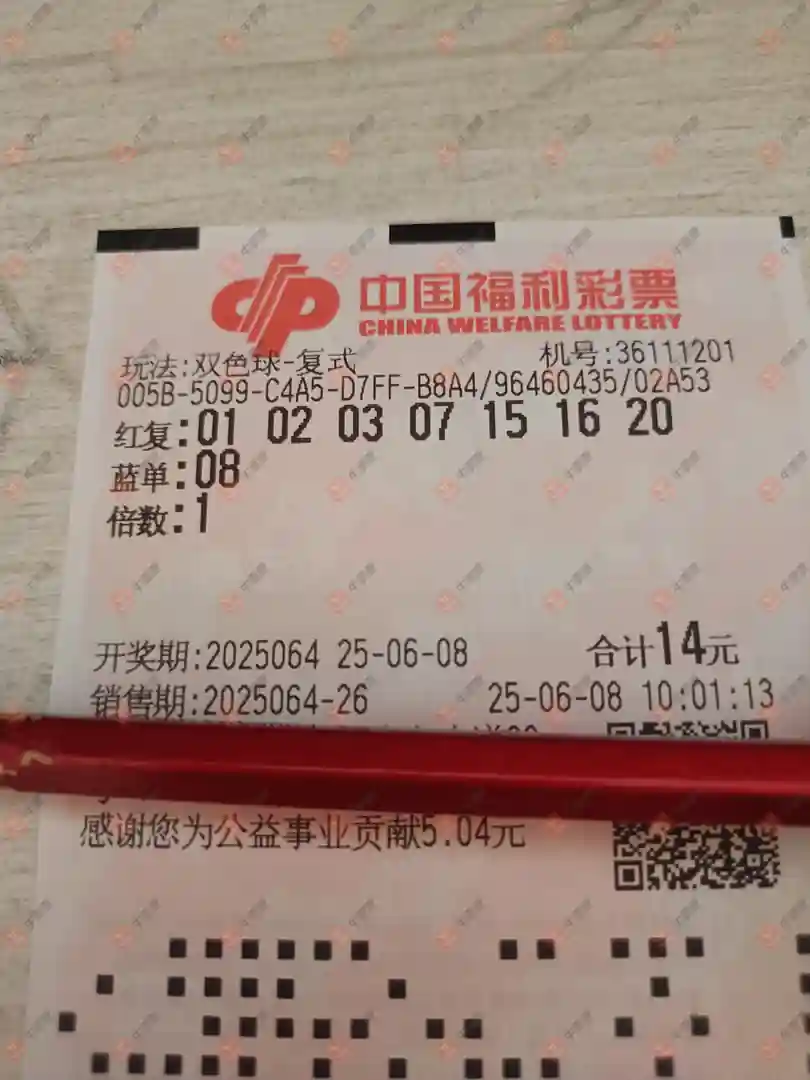 中国福利彩票
CHINA WELFARE LOTTERY
玩法:双色球-复式 机号:36111201
005B-5099-C4A5-D7FF-B8A4/96460435/02A53
红复:01 02 03 07 15 16 20
蓝单:08
倍数:1
开奖期:2025064 25-06-08 合计14元
销售期:2025064-26 25-06-08 10:01:13
感谢您为公益事业贡献5.04元